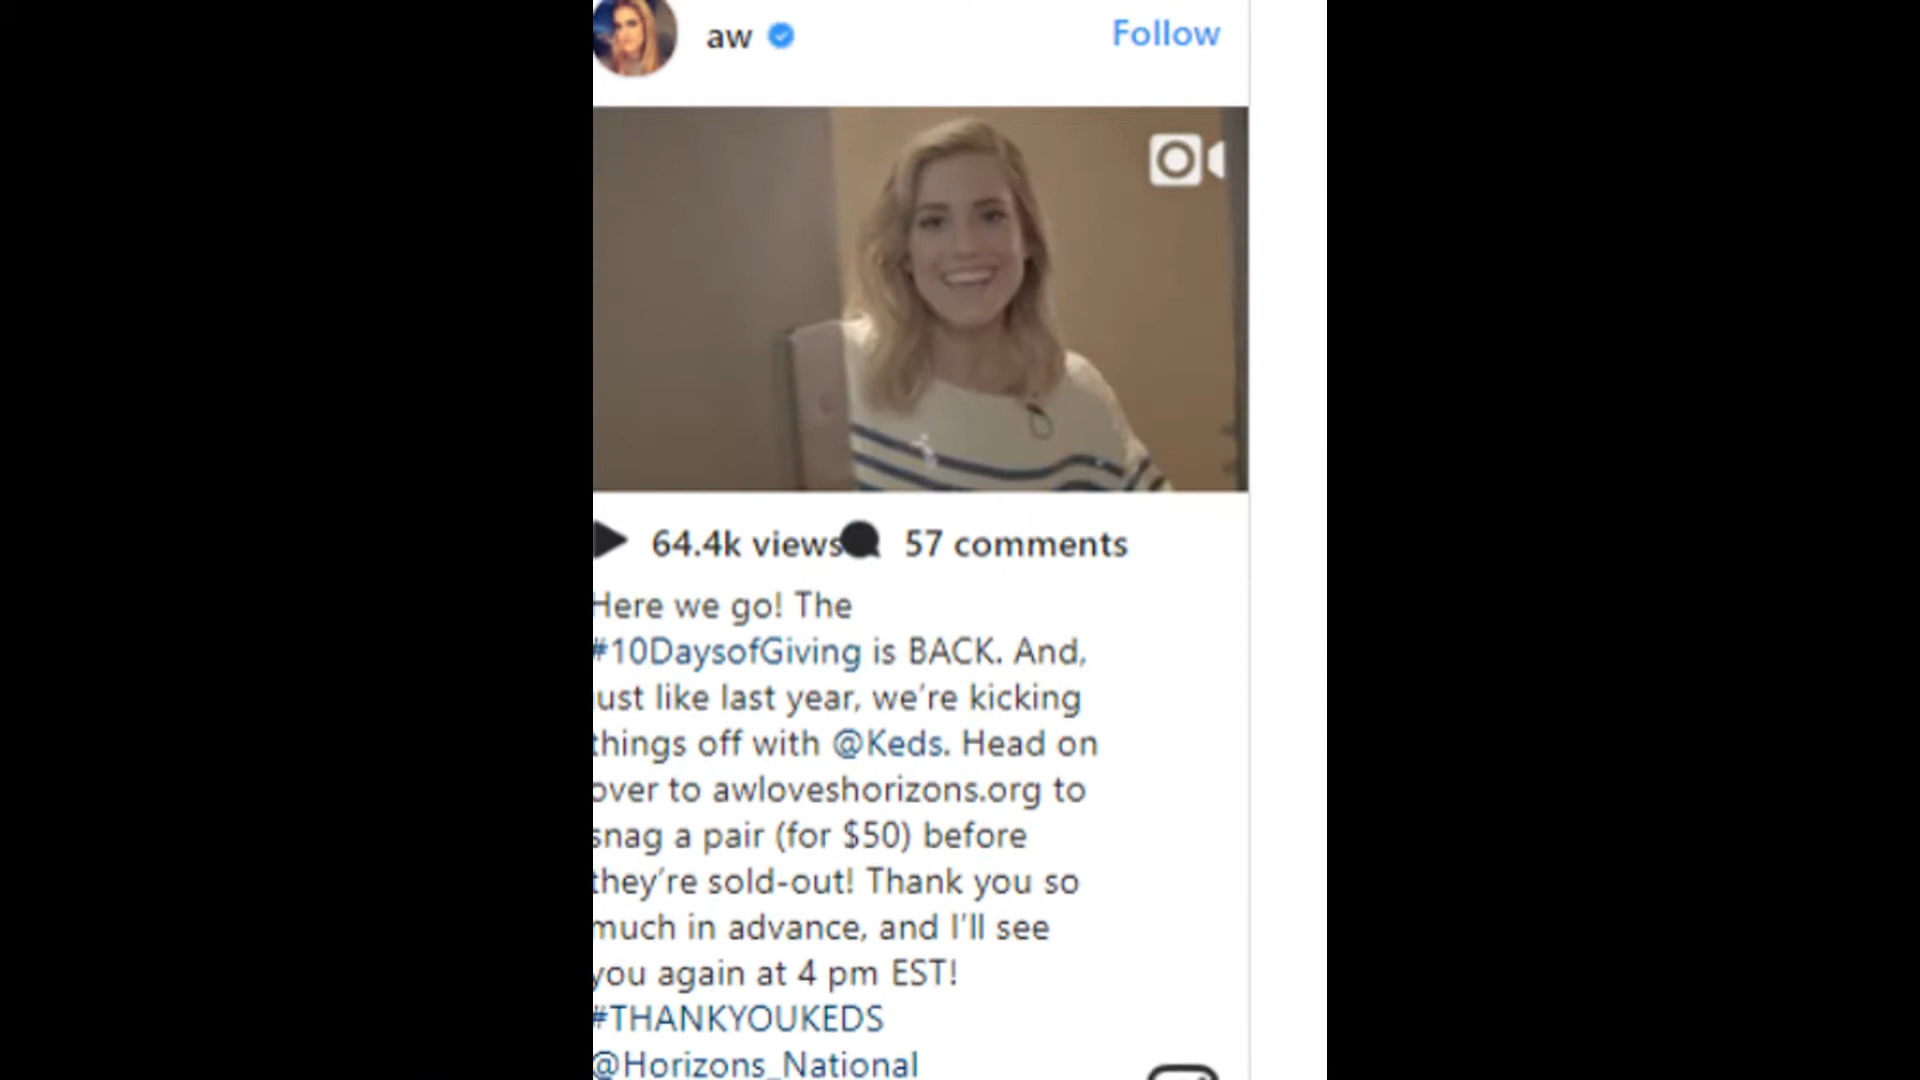 aw
Follow
64.4k views 57 comments
Here we go! The
#10DaysofGiving is BACK. And,
just like last year, we’re kicking
things off with @Keds. Head on
over to awloveshorizons.org to
snag a pair (for $50) before
they’re sold-out! Thank you so
much in advance, and I’ll see
you again at 4 pm EST!
#THANKYOUKEDS
@Horizons_National